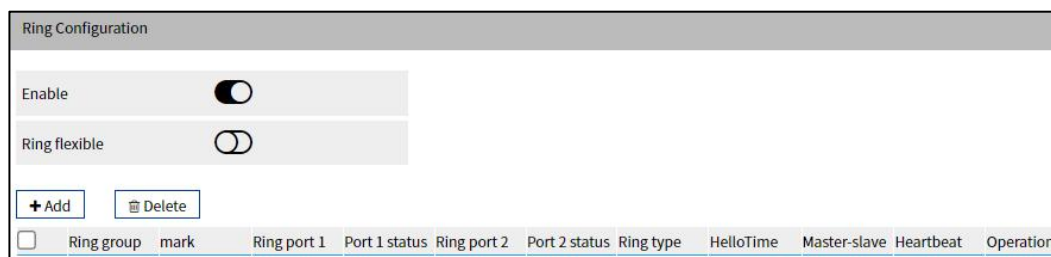 Ring Configuration
Enable
Ring flexible
Add Delete
Ring group mark Ring port 1 Port 1 status Ring port 2 Port 2 status Ring type HelloTime Master-slave Heartbeat Operation